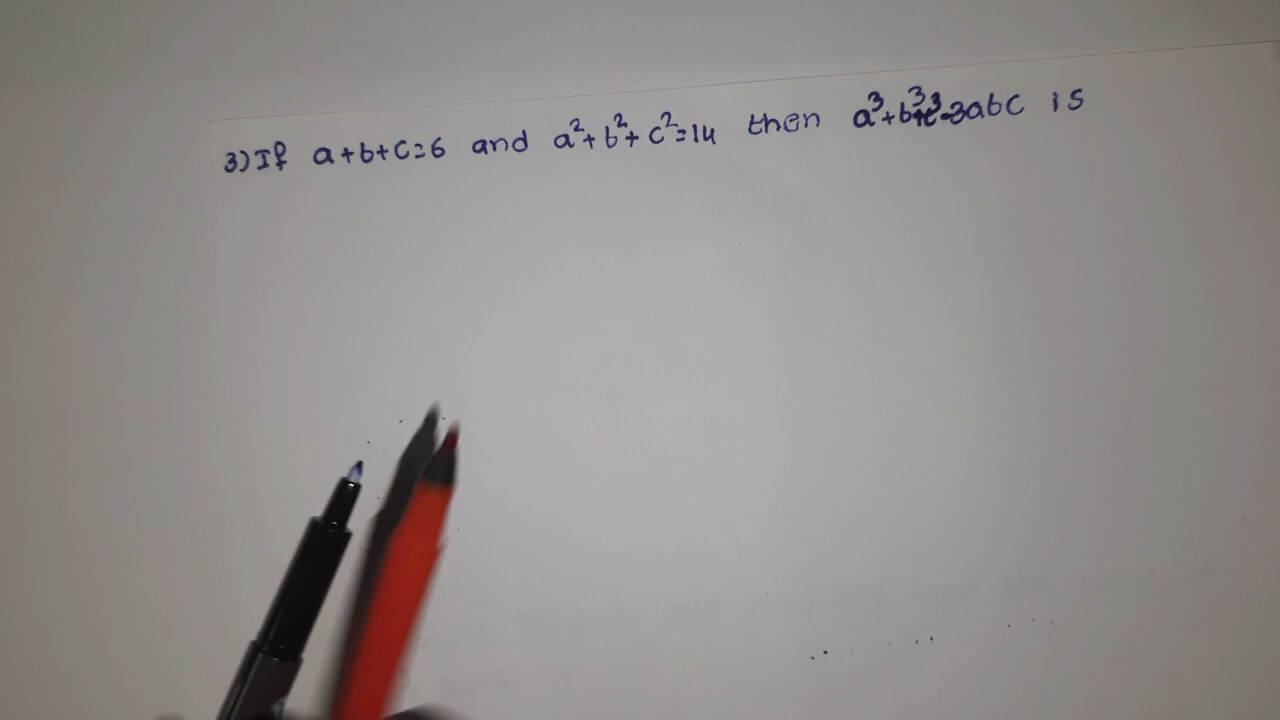 3) If a+b+c=6 and a²+b²+c²=14 then a³+b³+c³-3abc is